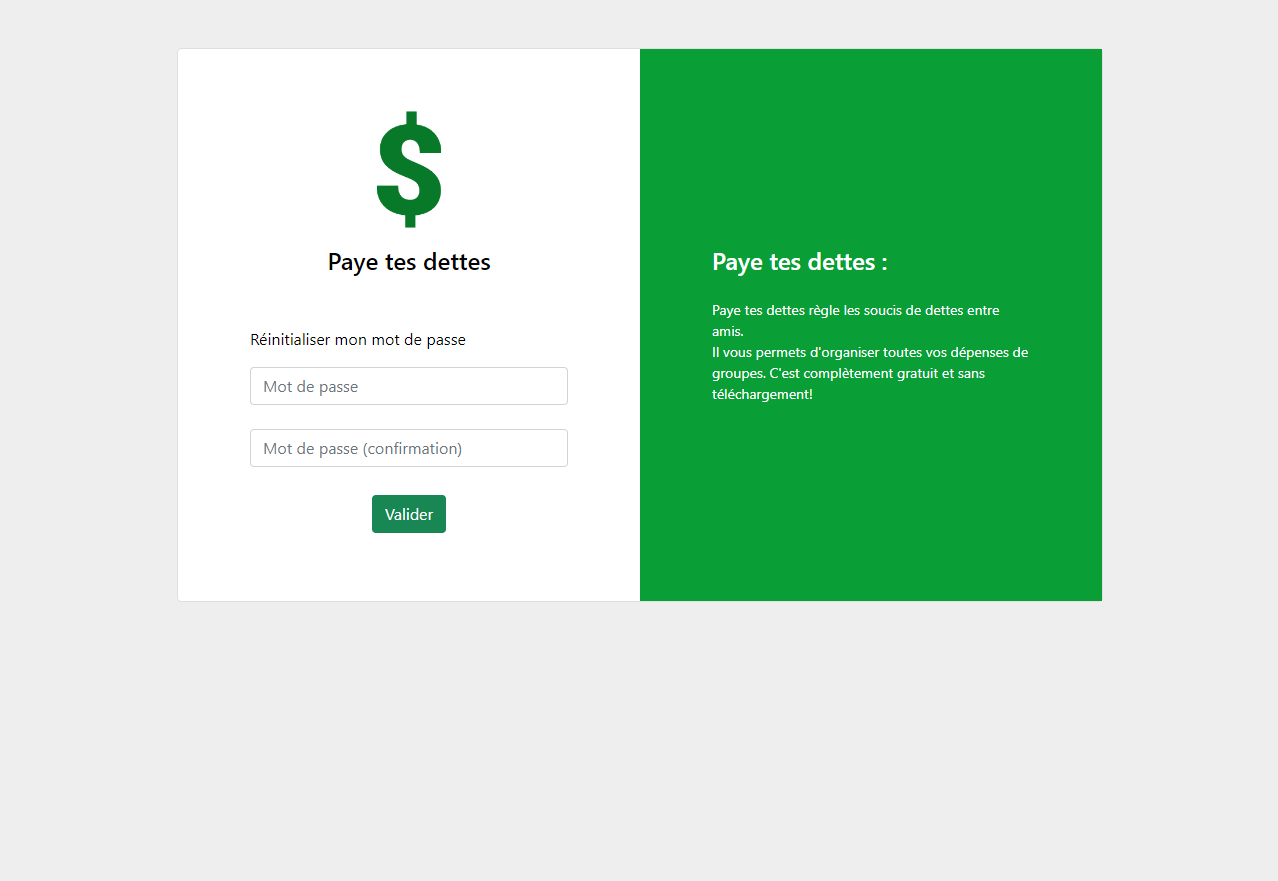 $
Paye tes dettes
Réinitialiser mon mot de passe
Mot de passe
Mot de passe (confirmation)
Valider
Paye tes dettes :
Paye tes dettes règle les soucis de dettes entre
amis.
Il vous permets d'organiser toutes vos dépenses de
groupes. C'est complètement gratuit et sans
téléchargement!